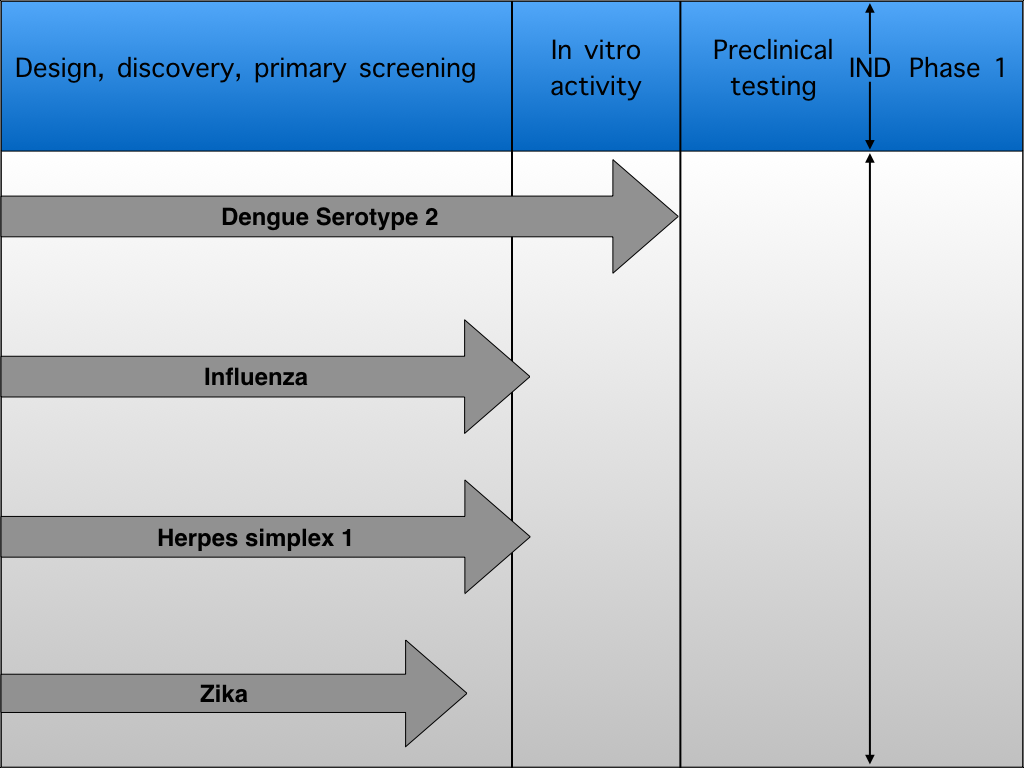 Design, discovery, primary screening
In vitro
activity
Preclinical
testing
IND
Phase 1
Dengue Serotype 2
Influenza
Herpes simplex 1
Zika